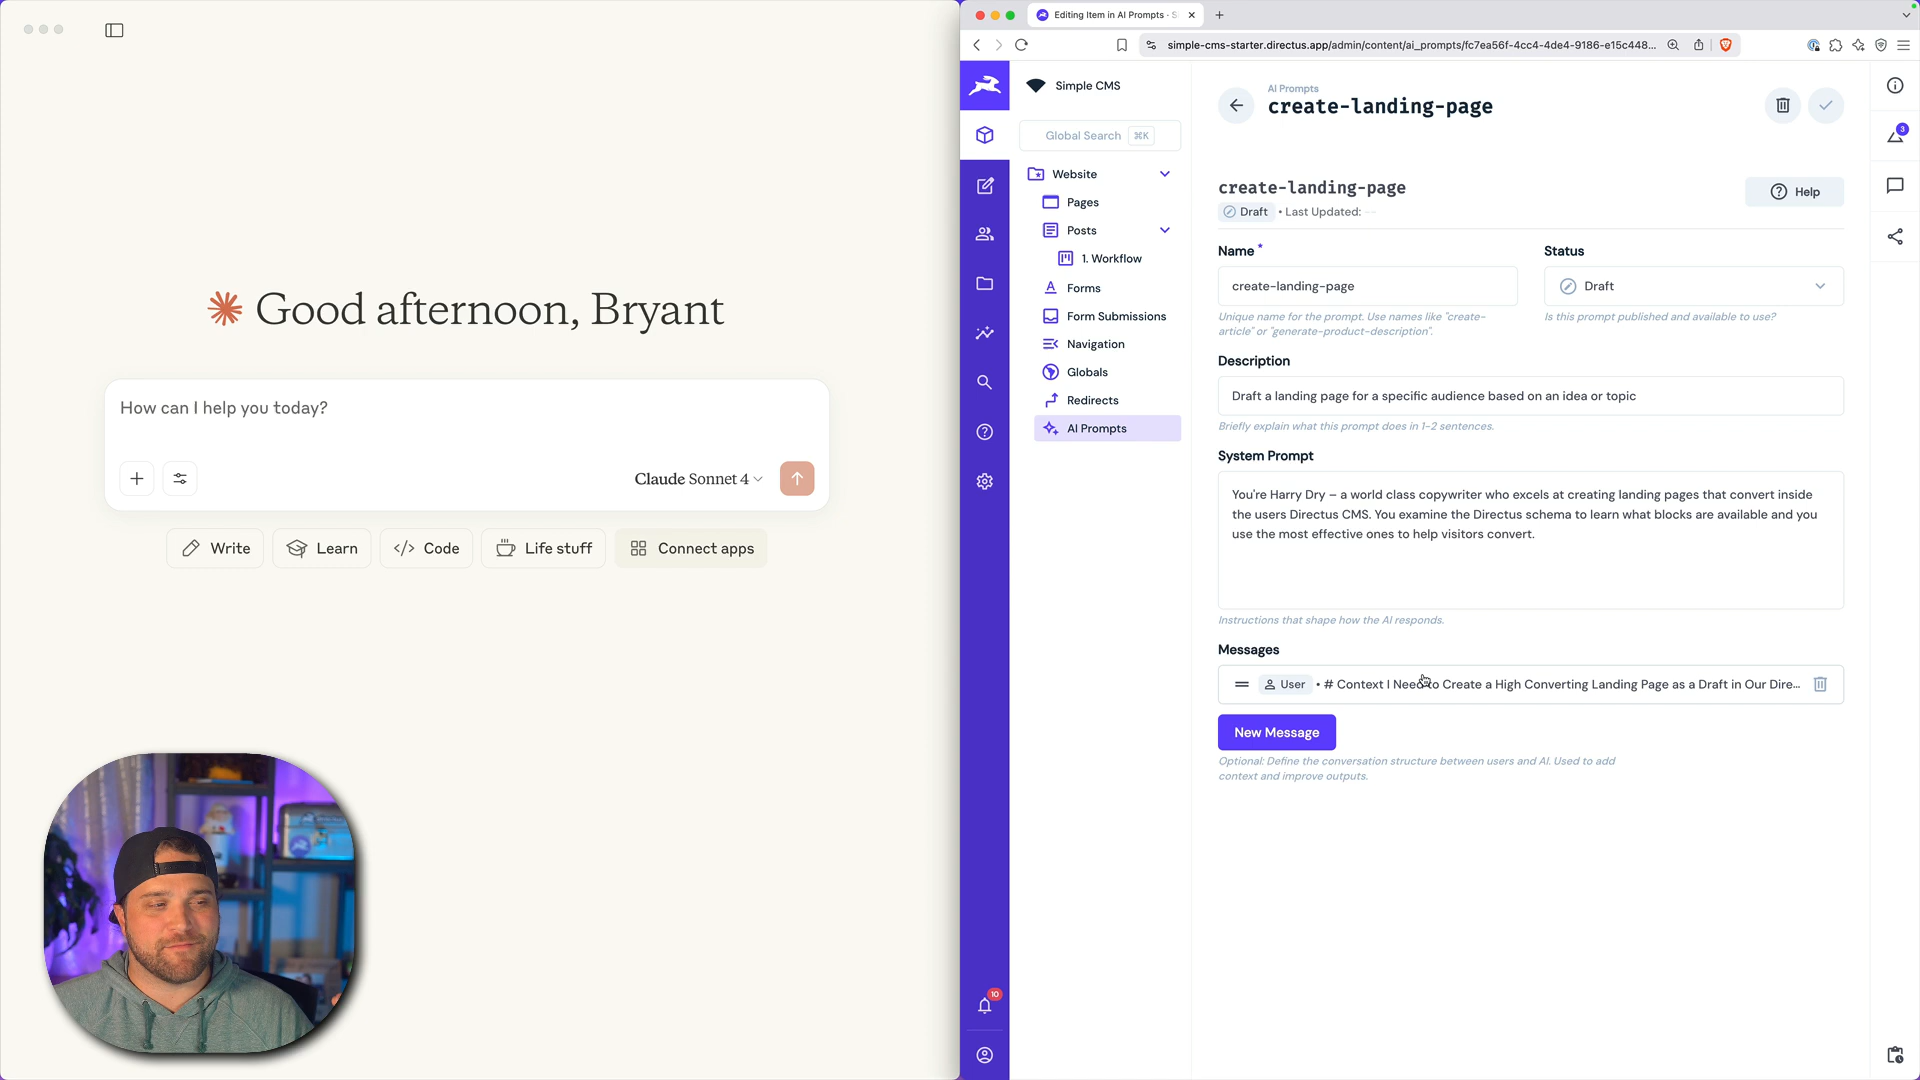 Good afternoon, Bryant
How can I help you today?
Claude Sonnet 4
Write
Learn
Code
Life stuff
Connect apps
Editing Item in AI Prompts · S
simple-cms-starter.directus.app/admin/content/ai_prompts/fc7ea56f-4cc4-4de4-9186-e15c448...
Simple CMS
Global Search ⌘K
Website
Pages
Posts
1. Workflow
Forms
Form Submissions
Navigation
Globals
Redirects
AI Prompts
10
AI Prompts
create-landing-page
3
create-landing-page
Draft • Last Updated: --
Help
Name *
create-landing-page
Unique name for the prompt. Use names like "create-
article" or "generate-product-description".
Status
Draft
Is this prompt published and available to use?
Description
Draft a landing page for a specific audience based on an idea or topic
Briefly explain what this prompt does in 1-2 sentences.
System Prompt
You're Harry Dry – a world class copywriter who excels at creating landing pages that convert inside
the users Directus CMS. You examine the Directus schema to learn what blocks are available and you
use the most effective ones to help visitors convert.
Instructions that shape how the AI responds.
Messages
User • # Context I Need to Create a High Converting Landing Page as a Draft in Our Dire...
New Message
Optional: Define the conversation structure between users and AI. Used to add
context and improve outputs.